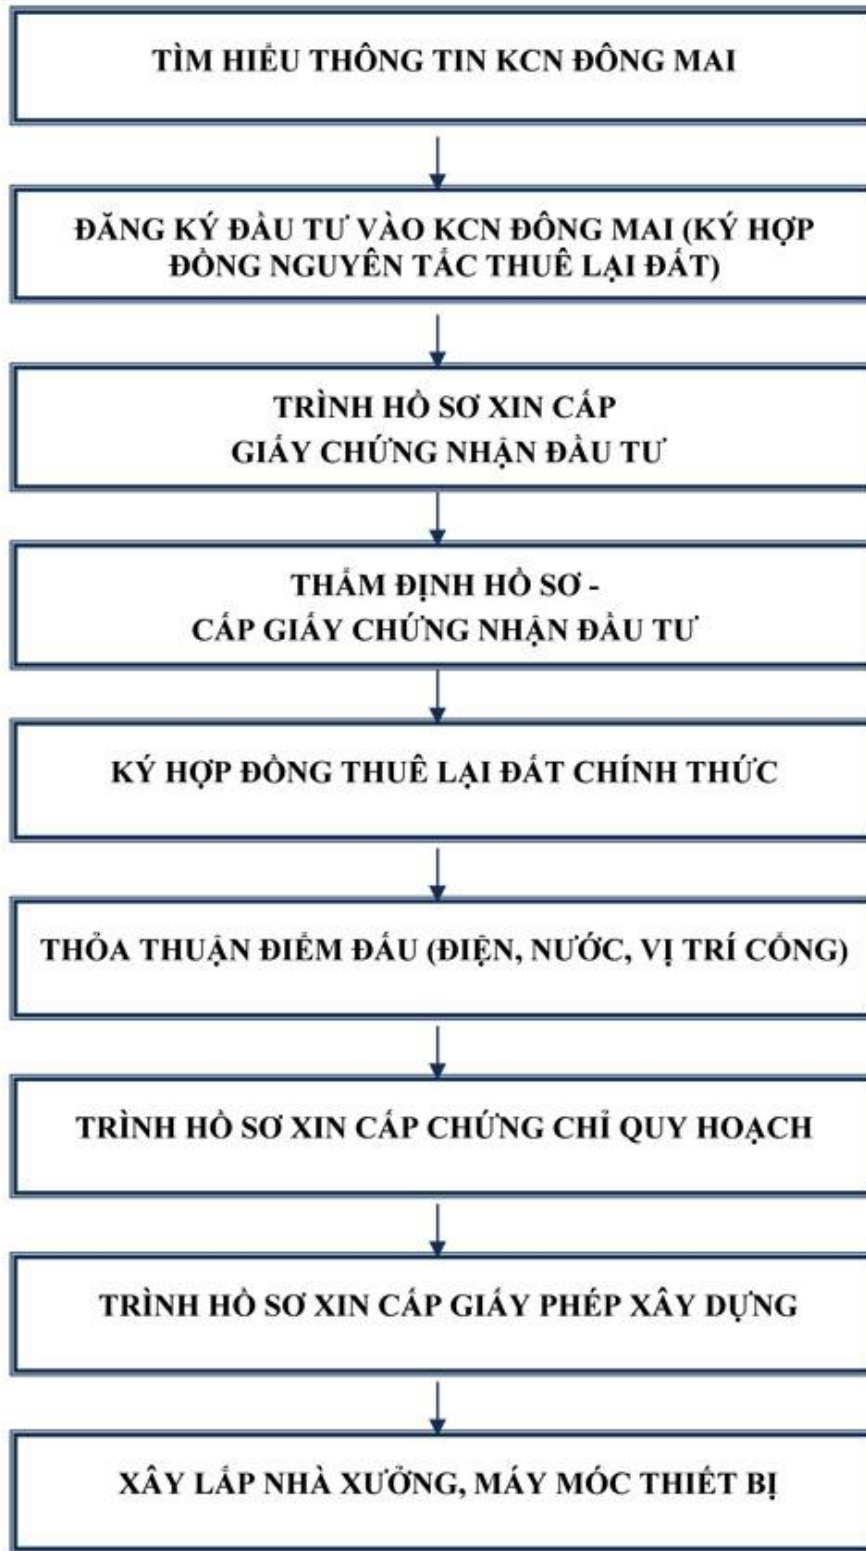 TÌM HIỂU THÔNG TIN KCN ĐÔNG MAI
ĐĂNG KÝ ĐẦU TƯ VÀO KCN ĐÔNG MAI (KÝ HỢP
ĐỒNG NGUYÊN TẮC THUÊ LẠI ĐẤT)
TRÌNH HỒ SƠ XIN CẤP
GIẤY CHỨNG NHẬN ĐẦU TƯ
THẨM ĐỊNH HỒ SƠ -
CẤP GIẤY CHỨNG NHẬN ĐẦU TƯ
KÝ HỢP ĐỒNG THUÊ LẠI ĐẤT CHÍNH THỨC
THỎA THUẬN ĐIỂM ĐẤU (ĐIỆN, NƯỚC, VỊ TRÍ CỔNG)
TRÌNH HỒ SƠ XIN CẤP CHỨNG CHỈ QUY HOẠCH
TRÌNH HỒ SƠ XIN CẤP GIẤY PHÉP XÂY DỰNG
XÂY LẮP NHÀ XƯỞNG, MÁY MÓC THIẾT BỊ